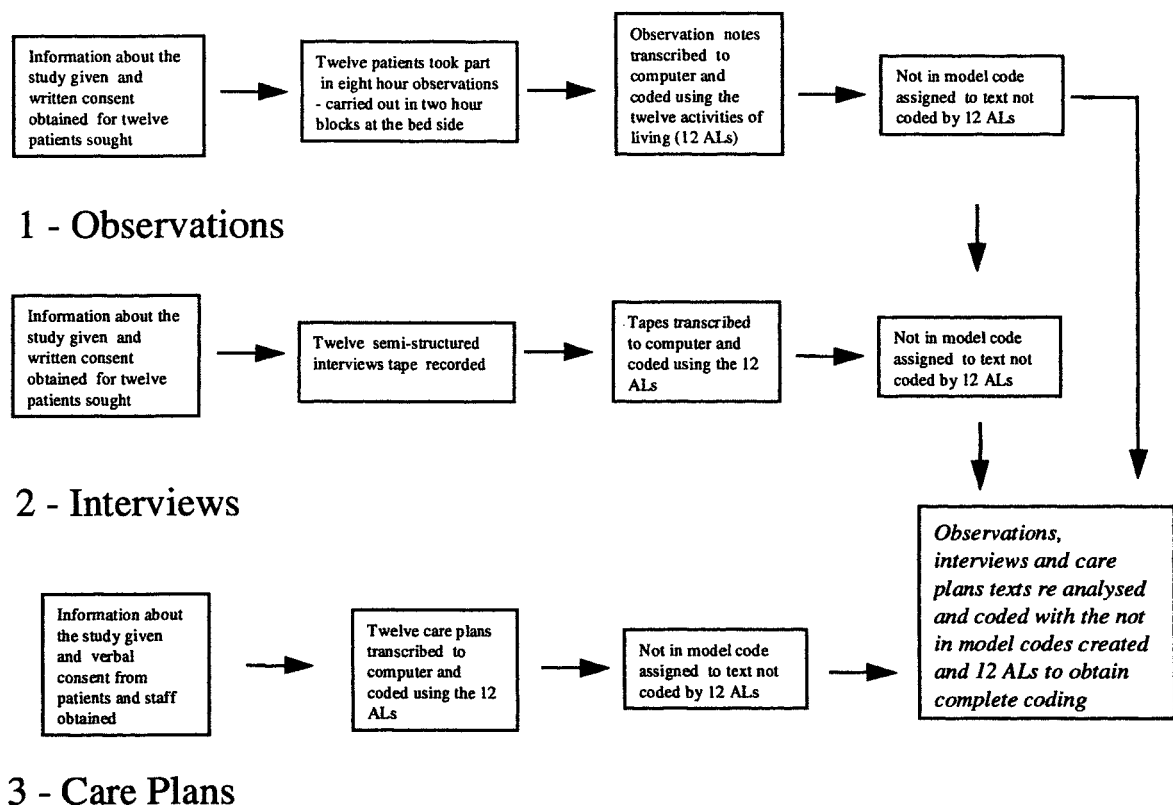 Information about the
study given and
written consent
obtained for twelve
patients sought
Twelve patients took part
in eight hour observations
- carried out in two hour
blocks at the bed side
Observation notes
transcribed to
computer and
coded using the
twelve activities of
living (12 ALs)
Not in model code
assigned to text not
coded by 12 ALs
1 - Observations
Information about the
study given and
written consent
obtained for twelve
patients sought
Twelve semi-structured
interviews tape recorded
Tapes transcribed
to computer and
coded using the 12
ALs
Not in model code
assigned to text not
coded by 12 ALs
2 - Interviews
Information about
the study given
and verbal
consent from
patients and staff
obtained
Twelve care plans
transcribed to
computer and
coded using the 12
ALs
Not in model code
assigned to text not
coded by 12 ALs
Observations,
interviews and care
plans texts re analysed
and coded with the not
in model codes created
and 12 ALs to obtain
complete coding
3 - Care Plans